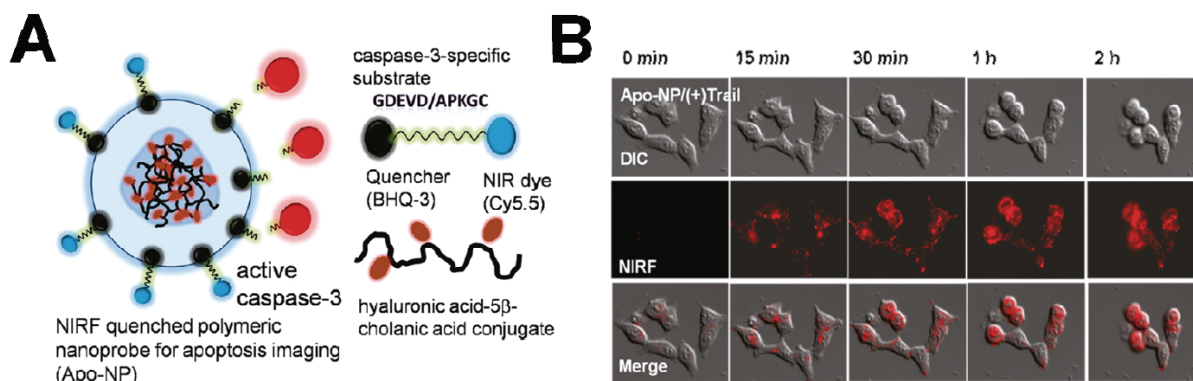 A
caspase-3-specific
substrate
GDEVD/APKGC
Quencher
(BHQ-3)
NIR dye
(Cy5.5)
active
caspase-3
hyaluronic acid-5β-
cholanic acid conjugate
NIRF quenched polymeric
nanoprobe for apoptosis imaging
(Apo-NP)
B
0 min
15 min
30 min
1 h
2 h
Apo-NP/(+)Trail
DIC
NIRF
Merge